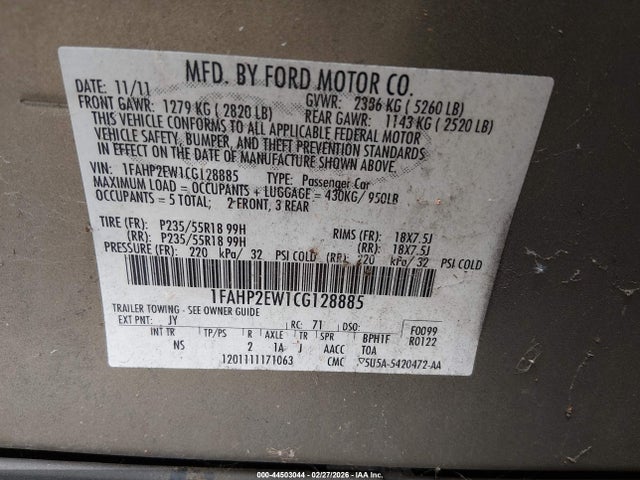 MFD. BY FORD MOTOR CO.
DATE: 11/11 GVWR: 2386 KG ( 5260 LB)
FRONT GAWR: 1279 KG ( 2820 LB) REAR GAWR: 1143 KG ( 2520 LB)
THIS VEHICLE CONFORMS TO ALL APPLICABLE FEDERAL MOTOR
VEHICLE SAFETY, BUMPER, AND THEFT PREVENTION STANDARDS
IN EFFECT ON THE DATE OF MANUFACTURE SHOWN ABOVE.
VIN: 1FAHP2EW1CG128885 TYPE: Passenger Car
MAXIMUM LOAD = OCCUPANTS + LUGGAGE = 430KG/ 950LB
OCCUPANTS = 5 TOTAL; 2 FRONT, 3 REAR
TIRE (FR): P235/55R18 99H RIMS (FR): 18X7.5J
(RR): P235/55R18 99H (RR): 18X7.5J
PRESSURE (FR): 220 kPa/ 32 PSI COLD (RR): 220 kPa/ 32 PSI COLD
1FAHP2EW1CG128885
TRAILER TOWING - SEE OWNER GUIDE
EXT PNT: JY RC: 71 DSO: F0099
INT TR TP/PS R AXLE TR SPR BPHTF R0122
NS 2 1A J AACC TOA
1201111171063 CMC ▽5U5A-5420472-AA
000-44503044 | 02/27/2026 - IAA Inc.